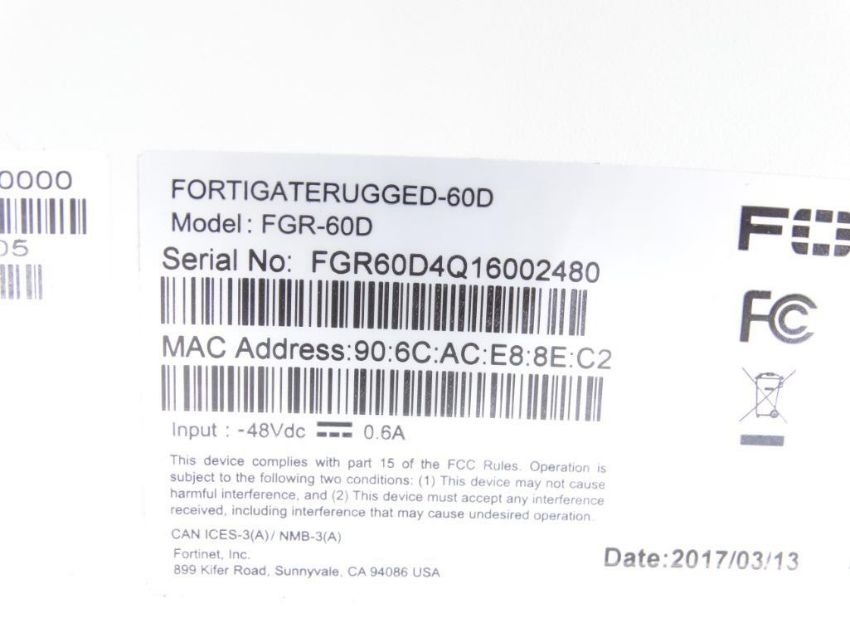 0000
05
FORTIGATERUGGED-60D
Model: FGR-60D
Serial No: FGR60D4Q16002480
MAC Address:90:6C:AC:E8:8E:C2
Input : -48Vdc 0.6A
This device complies with part 15 of the FCC Rules. Operation is
subject to the following two conditions: (1) This device may not cause
harmful interference, and (2) This device must accept any interference
received, including interference that may cause undesired operation.
CAN ICES-3(A)/ NMB-3(A)
Fortinet, Inc.
899 Kifer Road, Sunnyvale, CA 94086 USA
FO
FC
Date:2017/03/13